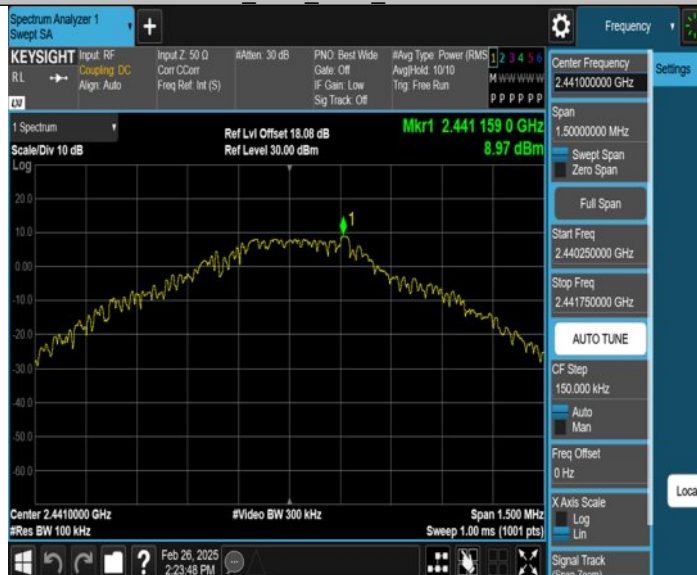 Spectrum Analyzer 1
Swept SA
+
Frequency
KEYSIGHT
RL
LXI
Input: RF
Coupling: DC
Align: Auto
Input Z: 50 Ω
Corr CCorr
Freq Ref: Int (S)
#Atten: 30 dB
PNO: Best Wide
Gate: Off
IF Gain: Low
Sig Track: Off
#Avg Type: Power (RMS
Avg|Hold: 10/10
Trig: Free Run
1 2 3 4 5 6
M W W W W W
P P P P P P
1 Spectrum
Scale/Div 10 dB
Log
Ref Lvl Offset 18.08 dB
Ref Level 30.00 dBm
Mkr1 2.441 159 0 GHz
8.97 dBm
1
20.0
10.0
0.00
-10.0
-20.0
-30.0
-40.0
-50.0
-60.0
Center 2.4410000 GHz
#Res BW 100 kHz
#Video BW 300 kHz
Span 1.500 MHz
Sweep 1.00 ms (1001 pts)
Center Frequency
2.441000000 GHz
Span
1.50000000 MHz
Swept Span
Zero Span
Full Span
Start Freq
2.440250000 GHz
Stop Freq
2.441750000 GHz
AUTO TUNE
CF Step
150.000 kHz
Auto
Man
Freq Offset
0 Hz
X Axis Scale
Log
Lin
Signal Track
(Span Zoom)
Settings
Loca
?
Feb 26, 2025
2:23:48 PM